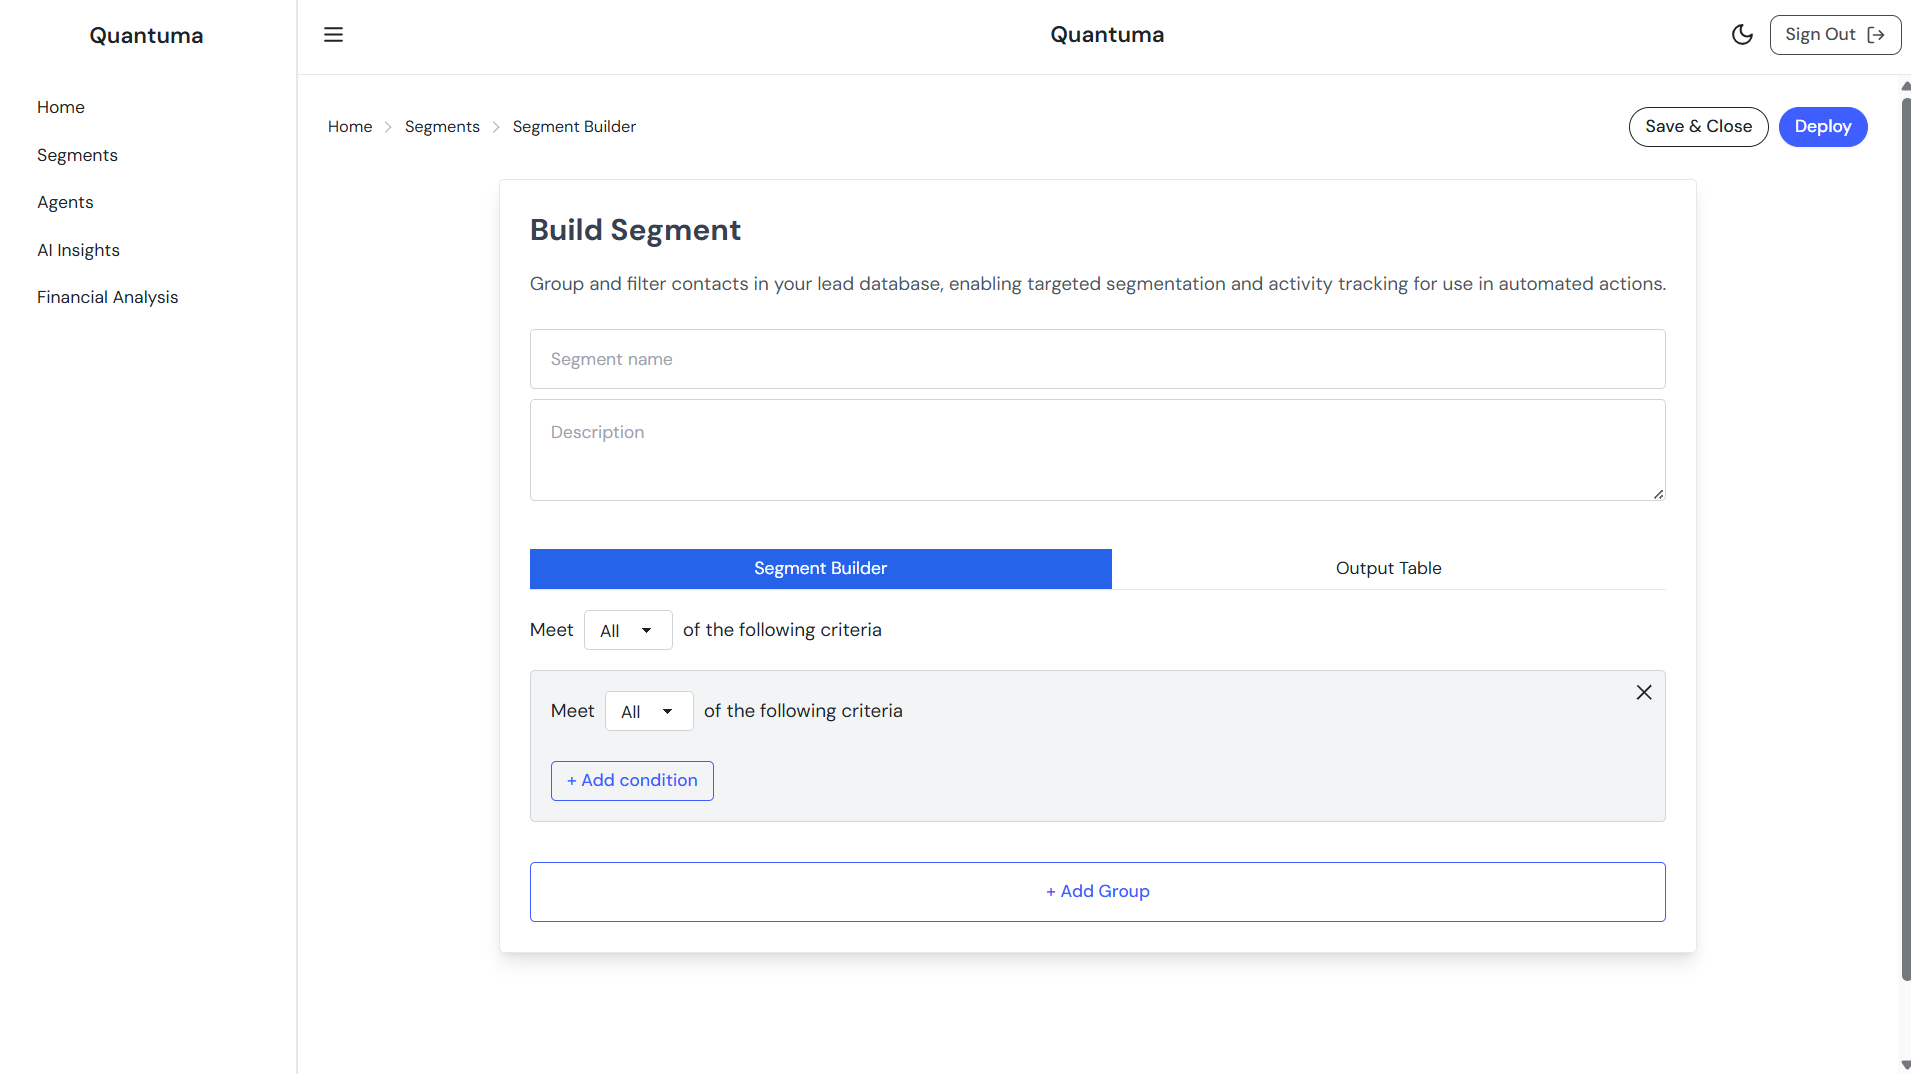 Quantuma
Home
Segments
Agents
AI Insights
Financial Analysis
Quantuma
Sign Out
Home
Segments
Segment Builder
Save & Close
Deploy
Build Segment
Group and filter contacts in your lead database, enabling targeted segmentation and activity tracking for use in automated actions.
Segment name
Description
Segment Builder
Output Table
Meet All of the following criteria
Meet All of the following criteria
+ Add condition
+ Add Group